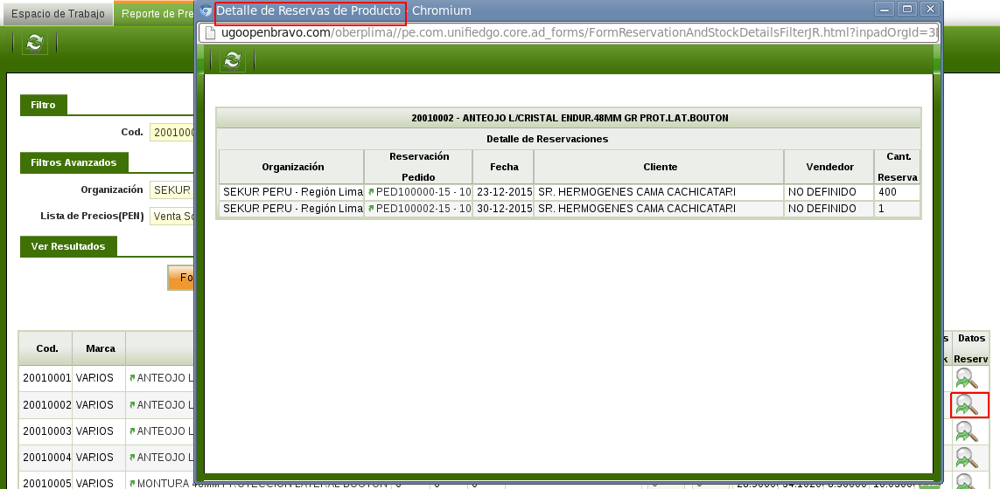 Espacio de Trabajo Reporte de Pre
Detalle de Reservas de Producto - Chromium
ugoopenbravo.com/oberplima//pe.com.unifiedgo.core.ad_forms/FormReservationAndStockDetailsFilterJR.html?inpadOrgId=3
Filtro
Cod. 2001000
Filtros Avanzados
Organización SEKUR
Lista de Precios(PEN) Venta So
Ver Resultados
Fo
20010002 - ANTEOJO L/CRISTAL ENDUR.48MM GR PROT.LAT.BOUTON
Detalle de Reservaciones
Organización Reservación Pedido Fecha Cliente Vendedor Cant. Reserva
SEKUR PERU - Región Lima PED100000-15 - 10 23-12-2015 SR. HERMOGENES CAMA CACHICATARI NO DEFINIDO 400
SEKUR PERU - Región Lima PED100002-15 - 10 30-12-2015 SR. HERMOGENES CAMA CACHICATARI NO DEFINIDO 1
Cod. Marca s k Datos Reserv
20010001 VARIOS ANTEOJO L
20010002 VARIOS ANTEOJO L
20010003 VARIOS ANTEOJO L
20010004 VARIOS ANTEOJO L
20010005 VARIOS MONTURA